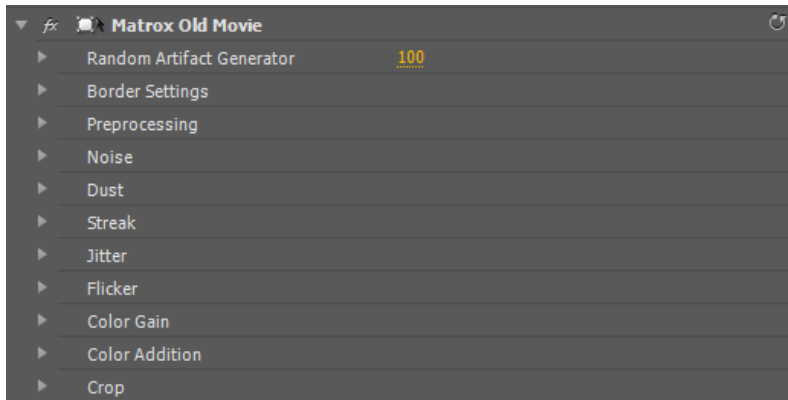 fx Matrox Old Movie
Random Artifact Generator 100
Border Settings
Preprocessing
Noise
Dust
Streak
Jitter
Flicker
Color Gain
Color Addition
Crop